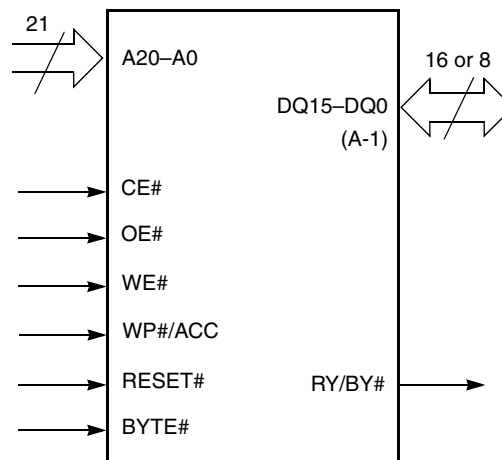 21
A20–A0
16 or 8
DQ15–DQ0
(A-1)
CE#
OE#
WE#
WP#/ACC
RESET#
RY/BY#
BYTE#